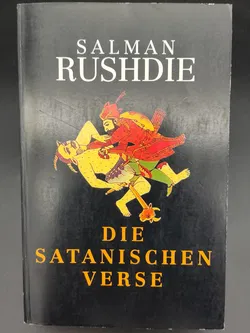 SALMAN
RUSHDIE
DIE
SATANISCHEN
VERSE